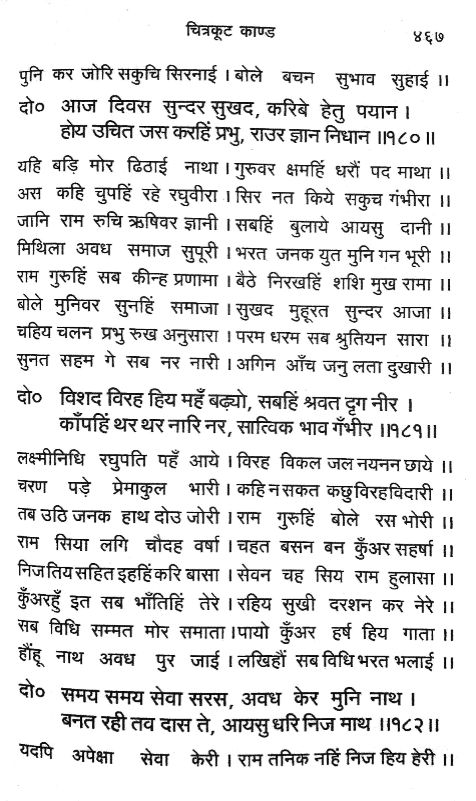 चित्रकूट काण्ड ४६७
पुनि कर जोरि सकुचि सिरनाई । बोले बचन सुभाव सुहाई ।।
दो० आज दिवस सुन्दर सुखद, करिबे हेतु पयान ।
होय उचित जस करहिं प्रभु, राउर ज्ञान निधान ।।१८०।।
यहि बड़ि मोर ढिठाई नाथा । गुरुवर क्षमहिं धरौं पद माथा ।।
अस कहि चुपहिं रहे रघुवीरा । सिर नत किये सकुच गंभीरा ।।
जानि राम रुचि ऋषिवर ज्ञानी । सबहिं बुलाये आयसु दानी ।।
मिथिला अवध समाज सुपूरी । भरत जनक युत मुनि गन भूरी ।।
राम गुरुहिं सब कीन्ह प्रणामा । बैठे निरखहिं शशि मुख रामा ।।
बोले मुनिवर सुनहिं समाजा । सुखद मुहूरत सुन्दर आजा ।।
चहिय चलन प्रभु रुख अनुसारा । परम धरम सब श्रुतियन सारा ।।
सुनत सहम गे सब नर नारी । अगिन आँच जनु लता दुखारी ।।
दो० विशद विरह हिय महँ बढ़्यो, सबहिं श्रवत दृग नीर ।
काँपहिं थर थर नारि नर, सात्विक भाव गँभीर ।।१८१।।
लक्ष्मीनिधि रघुपति पहँ आये । विरह विकल जल नयनन छाये ।।
चरण पड़े प्रेमाकुल भारी । कहि न सकत कछु विरह विदारी ।।
तब उठि जनक हाथ दोउ जोरी । राम गुरुहिं बोले रस भोरी ।।
राम सिया लगि चौदह वर्षा । चहत बसन बन कुँअर सहर्षा ।।
निज तिय सहित इहहिं करि बासा । सेवन चह सिय राम हुलासा ।।
कुँअरहुँ इत सब भाँतिहिं तेरे । रहिय सुखी दरशन कर नेरे ।।
सब विधि सम्मत मोर समाता । पायो कुँअर हर्ष हिय गाता ।।
हौंहू नाथ अवध पुर जाई । लखिहौं सब विधि भरत भलाई ।।
दो० समय समय सेवा सरस, अवध केर मुनि नाथ ।
बनत रही तव दास ते, आयसु धरि निज माथ ।।१८२।।
यदपि अपेक्षा सेवा केरी । राम तनिक नहिं निज हिय हेरी ।।